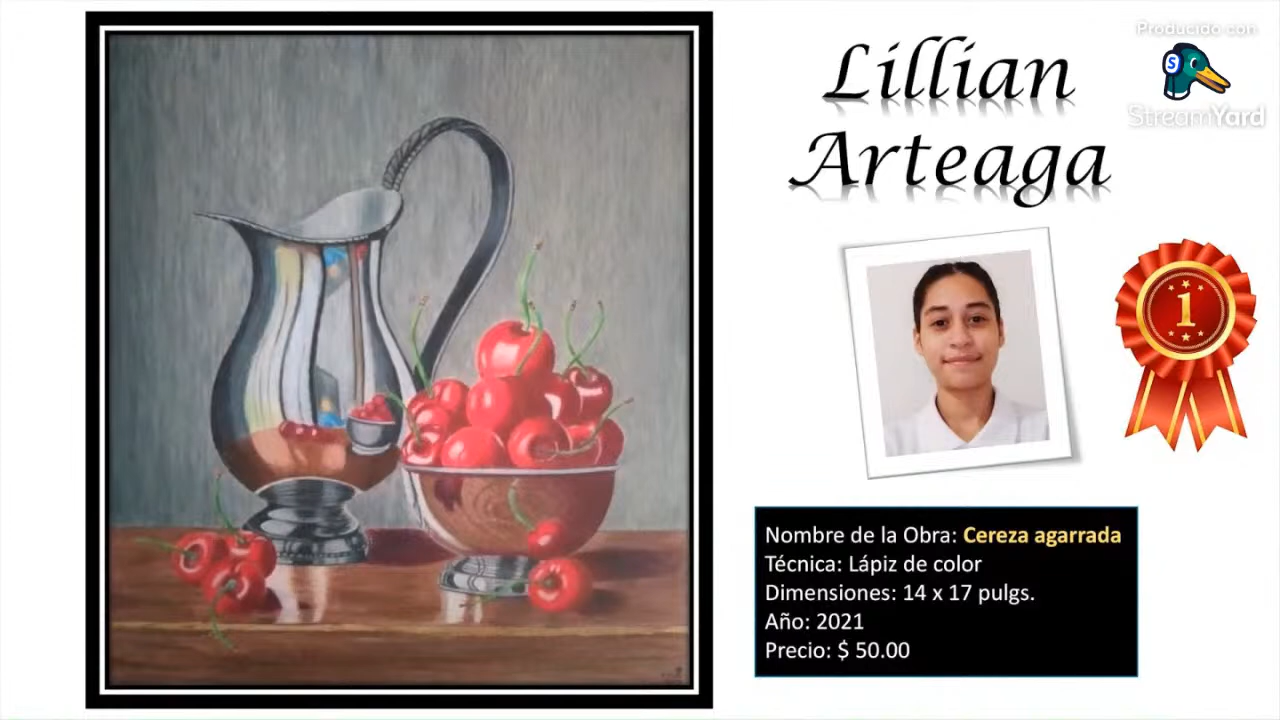 Lillian
Arteaga
Producido con
S
StreamYard
1
Nombre de la Obra: Cereza agarrada
Técnica: Lápiz de color
Dimensiones: 14 x 17 pulgs.
Año: 2021
Precio: $ 50.00